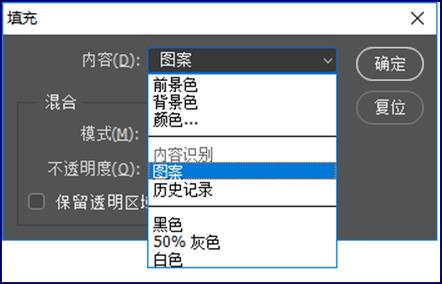 填充
内容(D):
图案
确定
前景色
背景色
颜色...
复位
混合
模式(M):
内容识别
不透明度(O):
图案
历史记录
保留透明区域
黑色
50% 灰色
白色